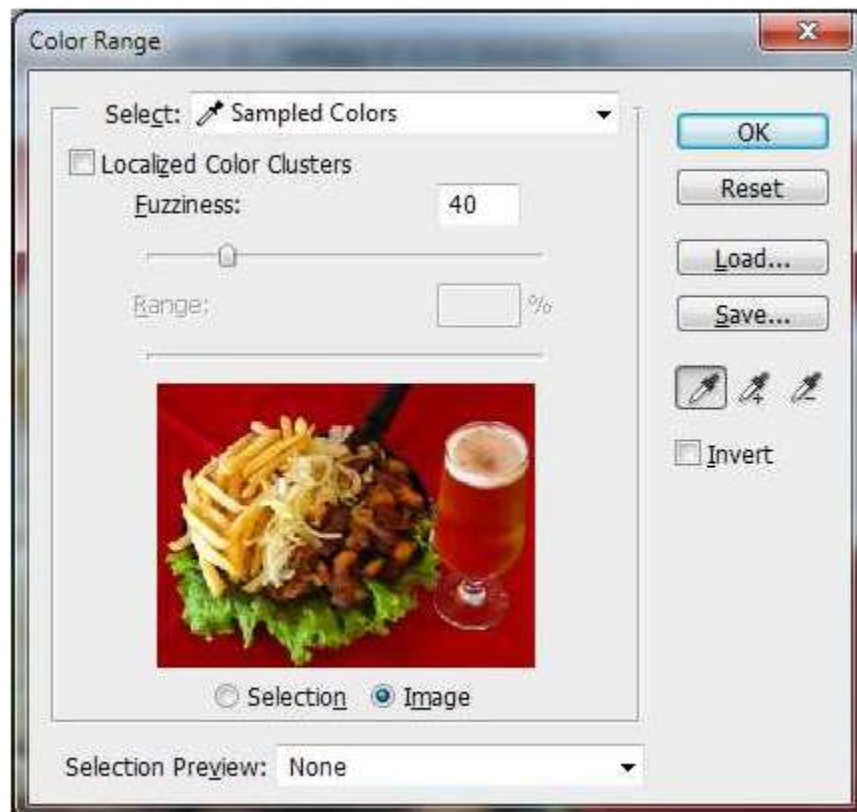 Color Range
Select: Sampled Colors
OK
Localized Color Clusters
Fuzziness: 40
Reset
Load...
Range: %
Save...
Invert
Selection Image
Selection Preview: None